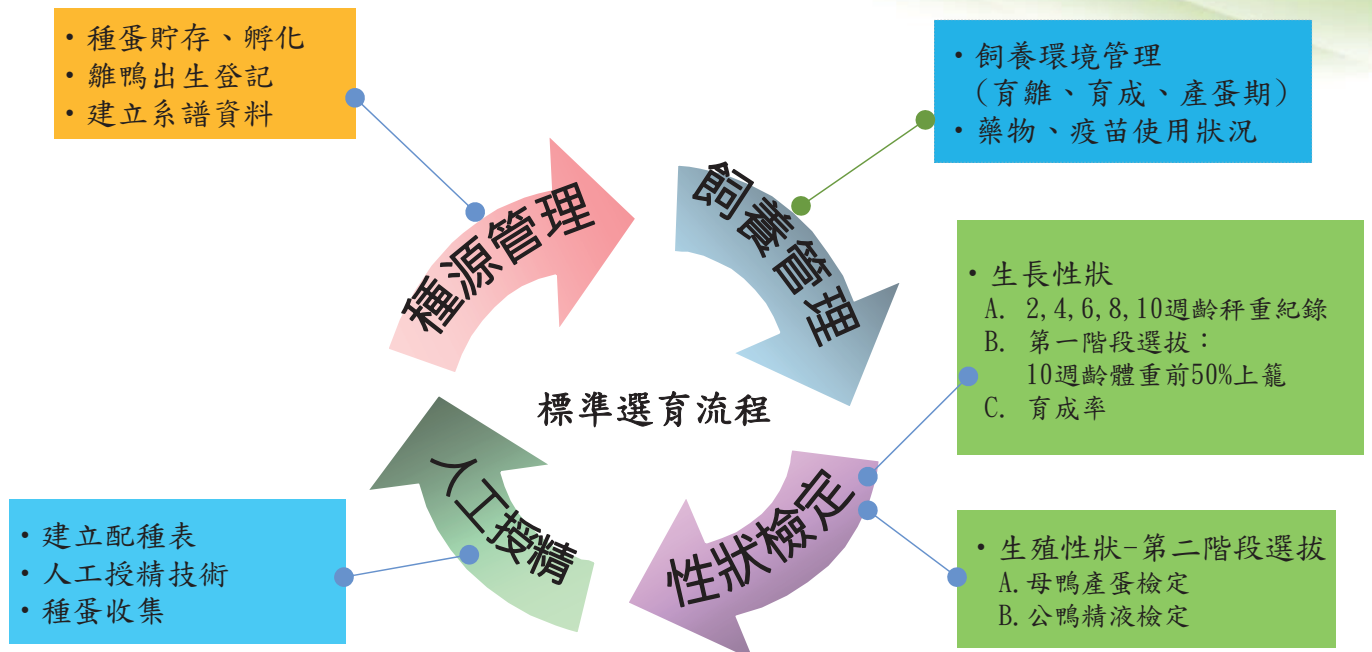 ・種蛋貯存、孵化
・雛鴨出生登記
・建立系譜資料
・飼養環境管理
(育雛、育成、產蛋期)
・藥物、疫苗使用狀況
種源管理
飼養管理
・生長性狀
A. 2,4,6,8,10週齡秤重紀錄
B. 第一階段選拔：
10週齡體重前50%上籠
C. 育成率
標準選育流程
人工授精
性狀檢定
・建立配種表
・人工授精技術
・種蛋收集
・生殖性狀-第二階段選拔
A.母鴨產蛋檢定
B.公鴨精液檢定